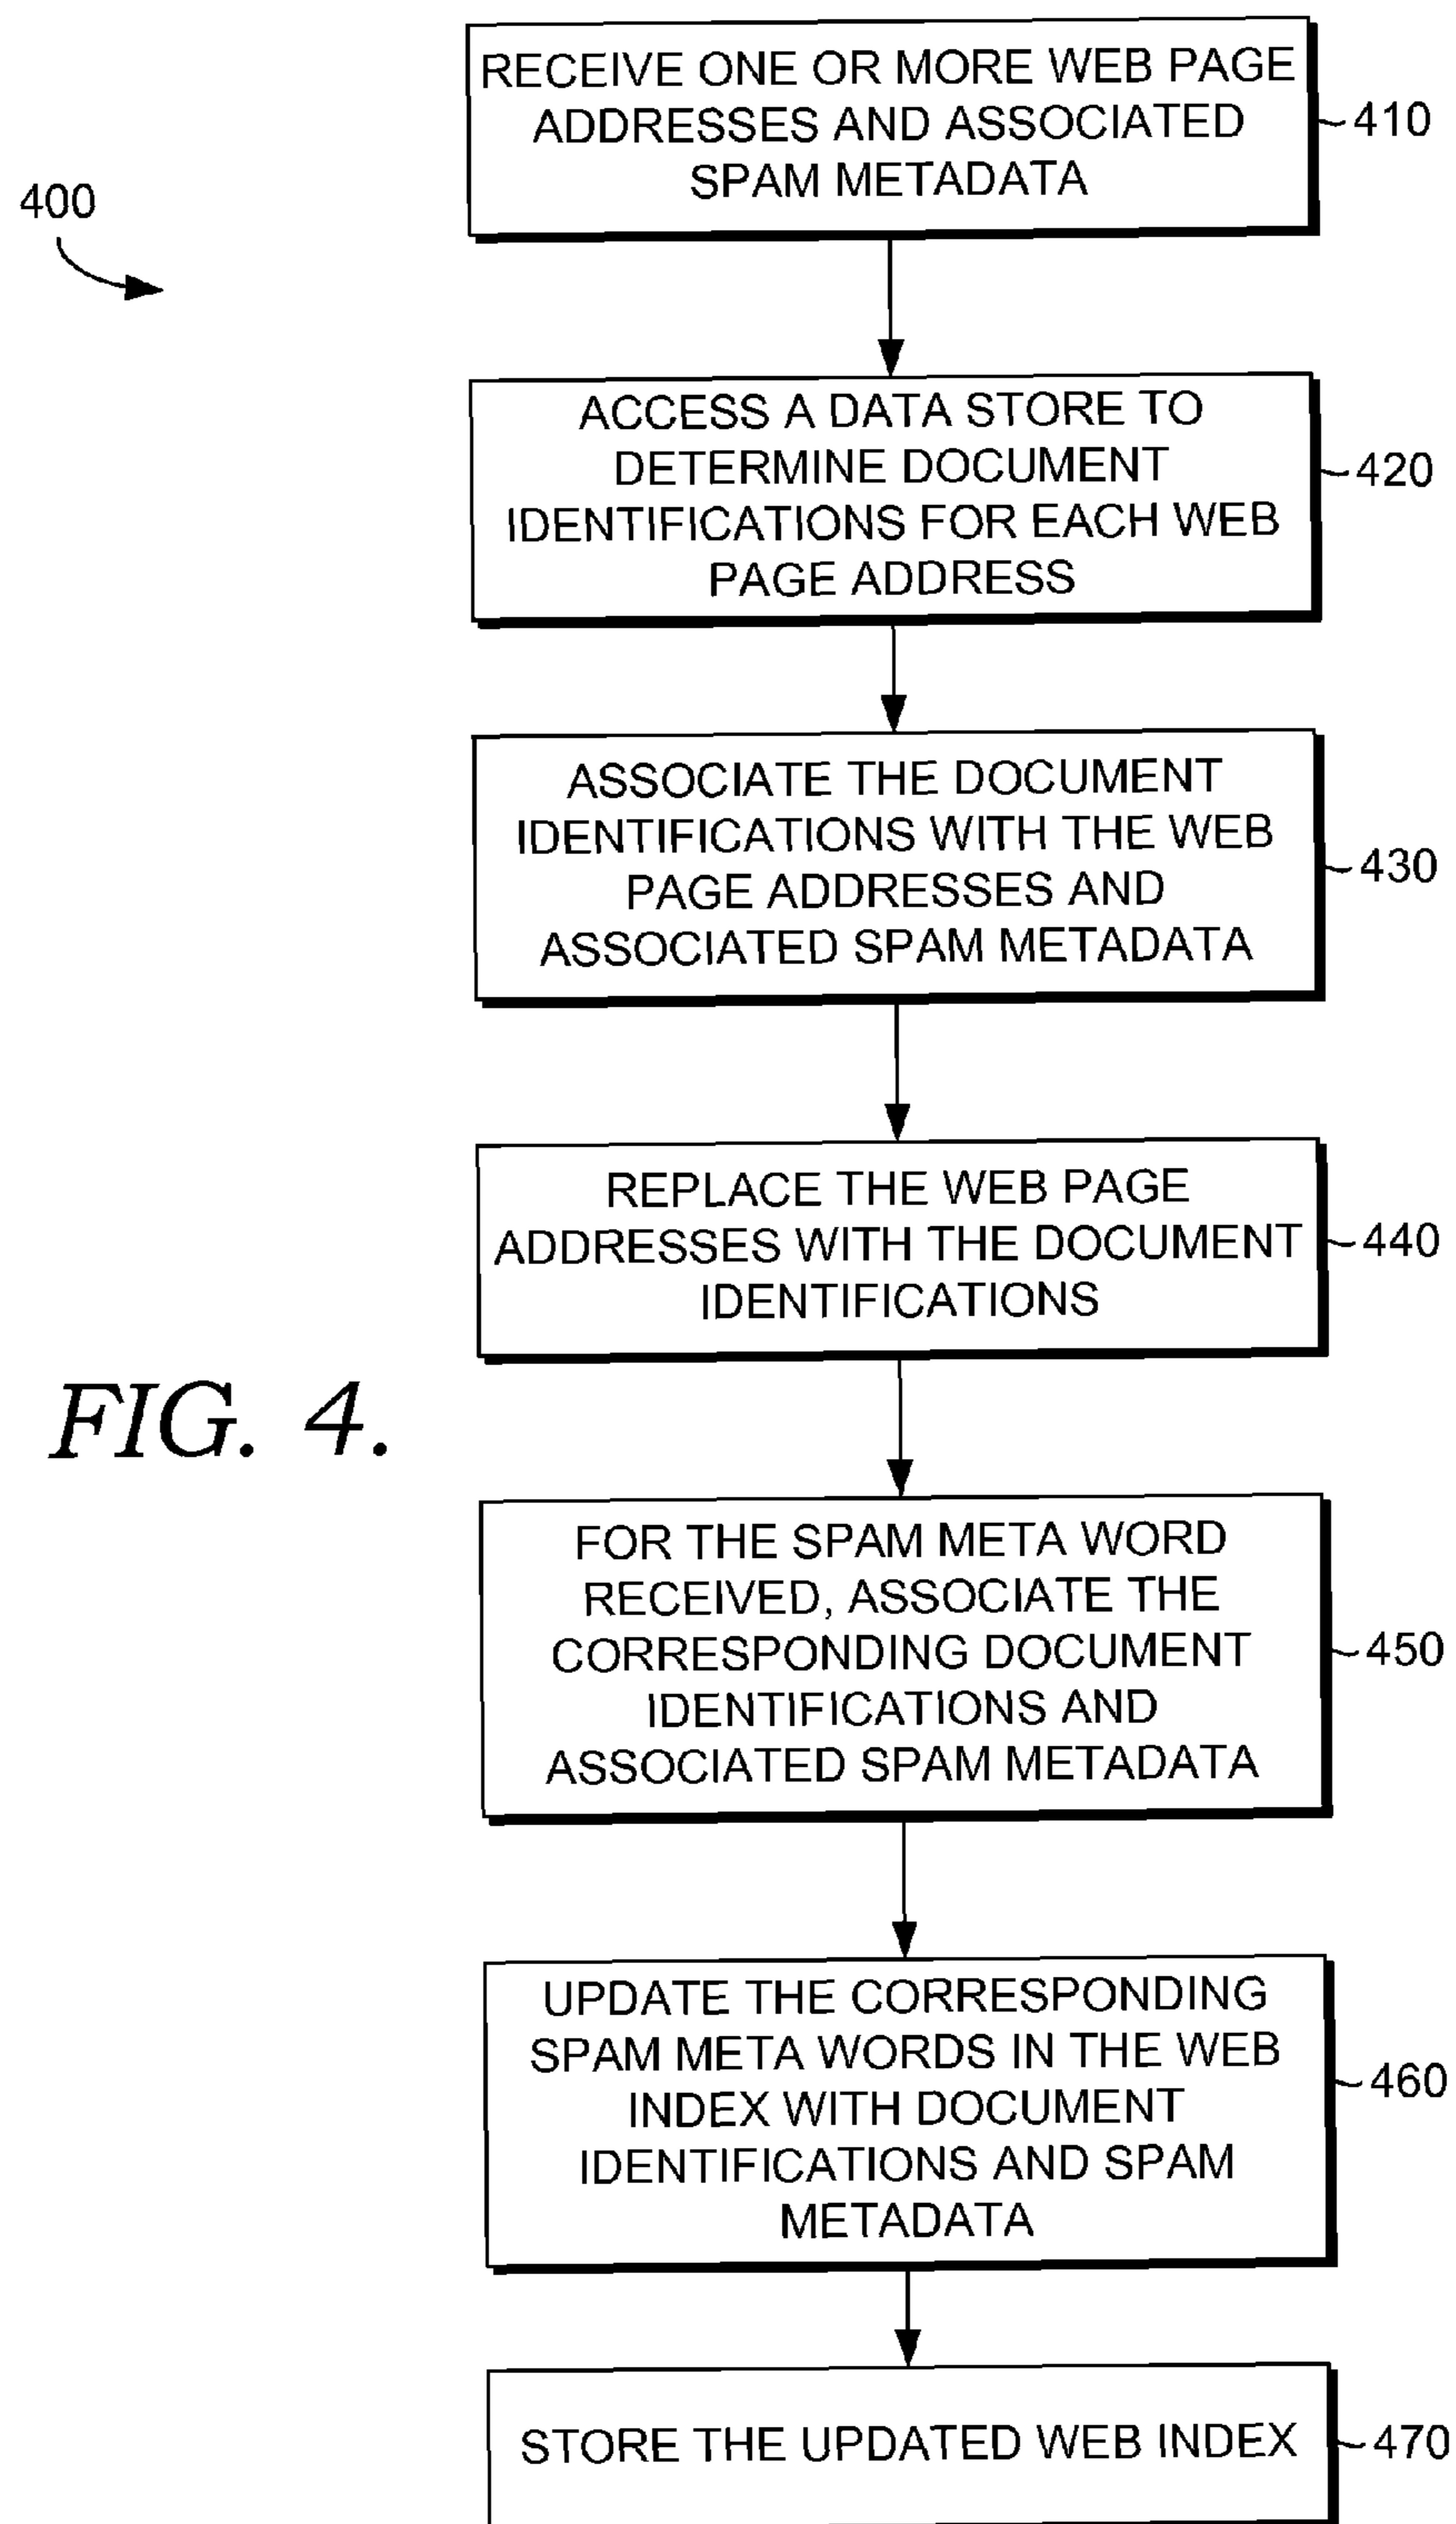 RECEIVE ONE OR MORE WEB PAGE
ADDRESSES AND ASSOCIATED
SPAM METADATA
410
400
ACCESS A DATA STORE TO
DETERMINE DOCUMENT
IDENTIFICATIONS FOR EACH WEB
PAGE ADDRESS
420
ASSOCIATE THE DOCUMENT
IDENTIFICATIONS WITH THE WEB
PAGE ADDRESSES AND
ASSOCIATED SPAM METADATA
430
REPLACE THE WEB PAGE
ADDRESSES WITH THE DOCUMENT
IDENTIFICATIONS
440
FIG. 4.
FOR THE SPAM META WORD
RECEIVED, ASSOCIATE THE
CORRESPONDING DOCUMENT
IDENTIFICATIONS AND
ASSOCIATED SPAM METADATA
450
UPDATE THE CORRESPONDING
SPAM META WORDS IN THE WEB
INDEX WITH DOCUMENT
IDENTIFICATIONS AND SPAM
METADATA
460
STORE THE UPDATED WEB INDEX
470